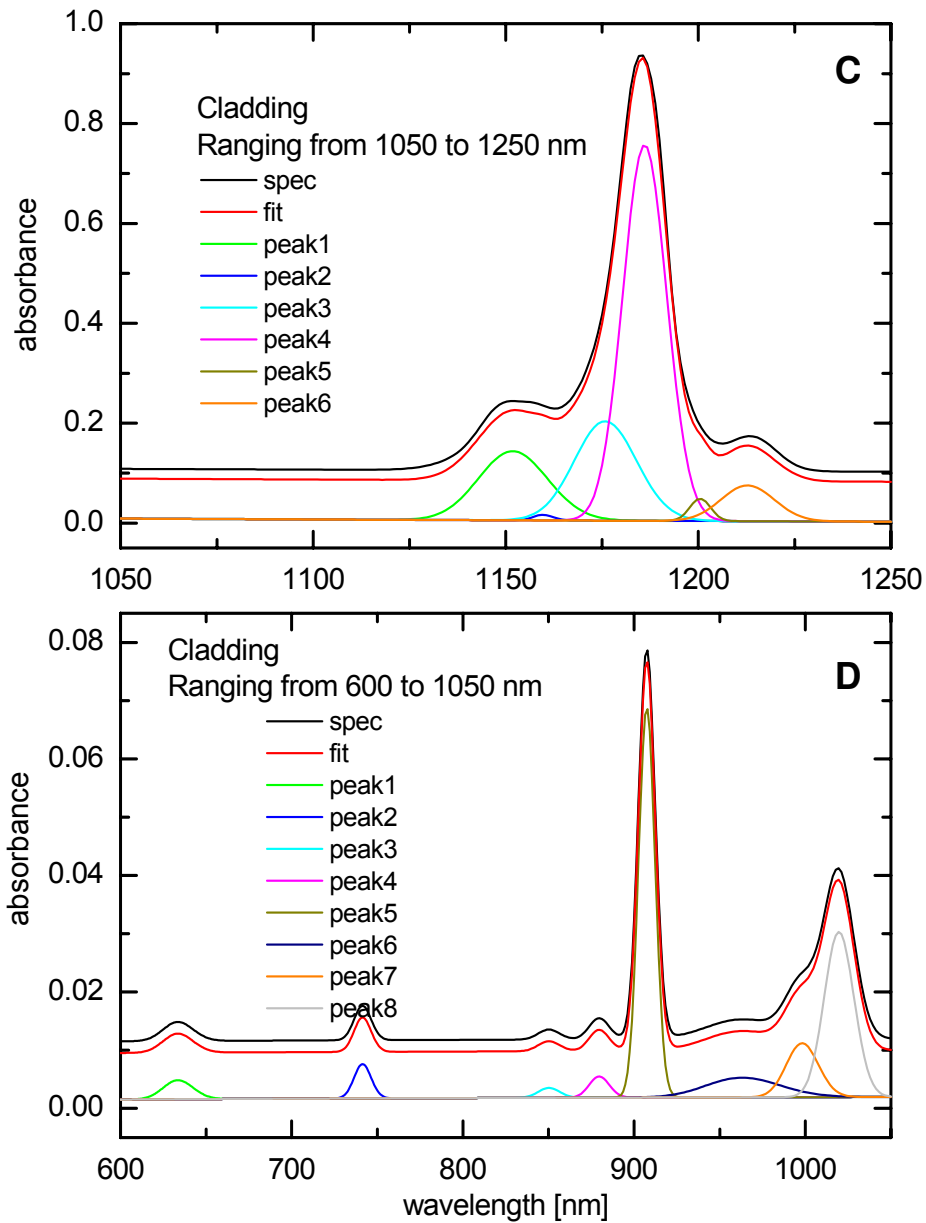 1.0
0.8
0.6
0.4
0.2
0.0
absorbance
C
Cladding
Ranging from 1050 to 1250 nm
spec
fit
peak1
peak2
peak3
peak4
peak5
peak6
1050 1100 1150 1200 1250
0.08
0.06
0.04
0.02
0.00
absorbance
D
Cladding
Ranging from 600 to 1050 nm
spec
fit
peak1
peak2
peak3
peak4
peak5
peak6
peak7
peak8
600 700 800 900 1000
wavelength [nm]